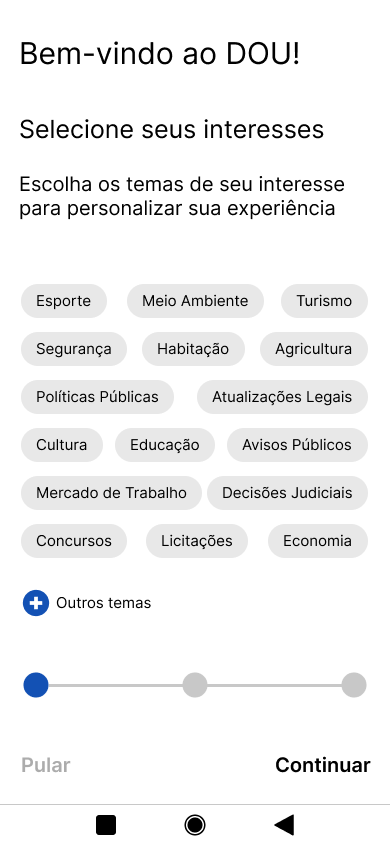 Bem-vindo ao DOU!
Selecione seus interesses
Escolha os temas de seu interesse
para personalizar sua experiência
Esporte Meio Ambiente Turismo
Segurança Habitação Agricultura
Políticas Públicas Atualizações Legais
Cultura Educação Avisos Públicos
Mercado de Trabalho Decisões Judiciais
Concursos Licitações Economia
Outros temas
Pular Continuar